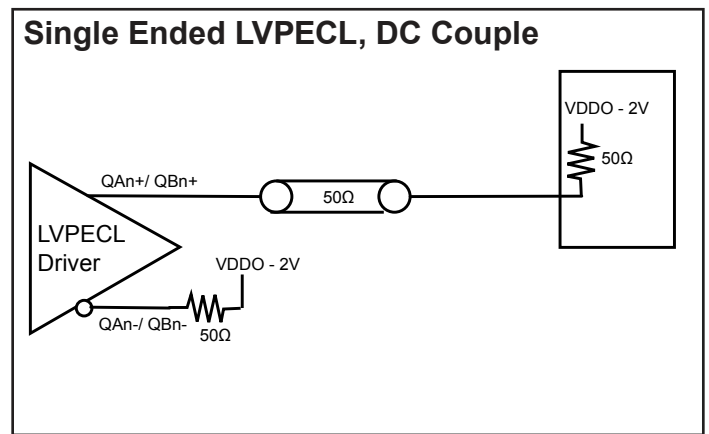 Single Ended LVPECL, DC Couple
VDDO - 2V
50Ω
QAn+/ QBn+
50Ω
LVPECL
Driver
VDDO - 2V
QAn-/ QBn-
50Ω